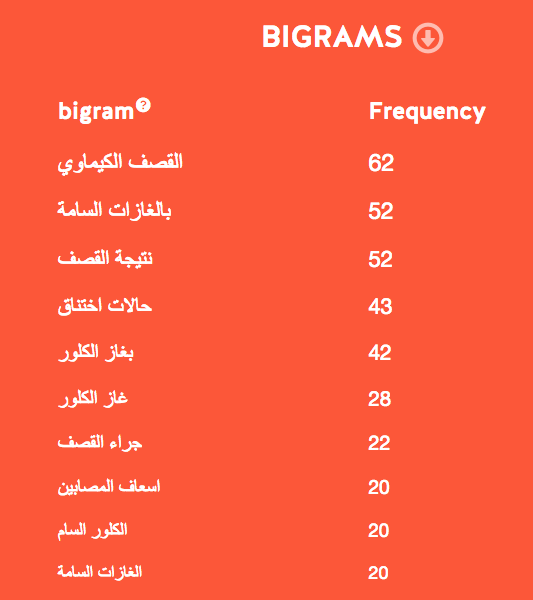 BIGRAMS
bigram? Frequency
القصف الكيماوي 62
بالغازات السامة 52
نتيجة القصف 52
حالات اختناق 43
بغاز الكلور 42
غاز الكلور 28
جراء القصف 22
اسعاف المصابين 20
الكلور السام 20
الغازات السامة 20